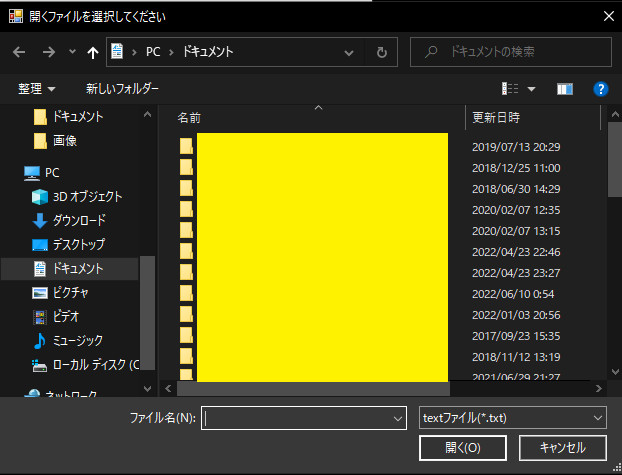 開くファイルを選択してください
PC ドキュメント
ドキュメントの検索
整理 新しいフォルダー
ドキュメント
画像
PC
3D オブジェクト
ダウンロード
デスクトップ
ドキュメント
ピクチャ
ビデオ
ミュージック
ローカル ディスク (C
ネットワーク
名前 更新日時
2019/07/13 20:29
2018/12/25 11:00
2018/06/30 14:29
2020/02/07 12:35
2020/02/07 13:15
2022/04/23 22:46
2022/04/23 23:27
2022/06/10 0:54
2022/01/03 20:56
2017/09/23 15:35
2018/11/12 13:19
2021/06/29 21:27
ファイル名(N):
textファイル(*.txt)
開く(O) キャンセル